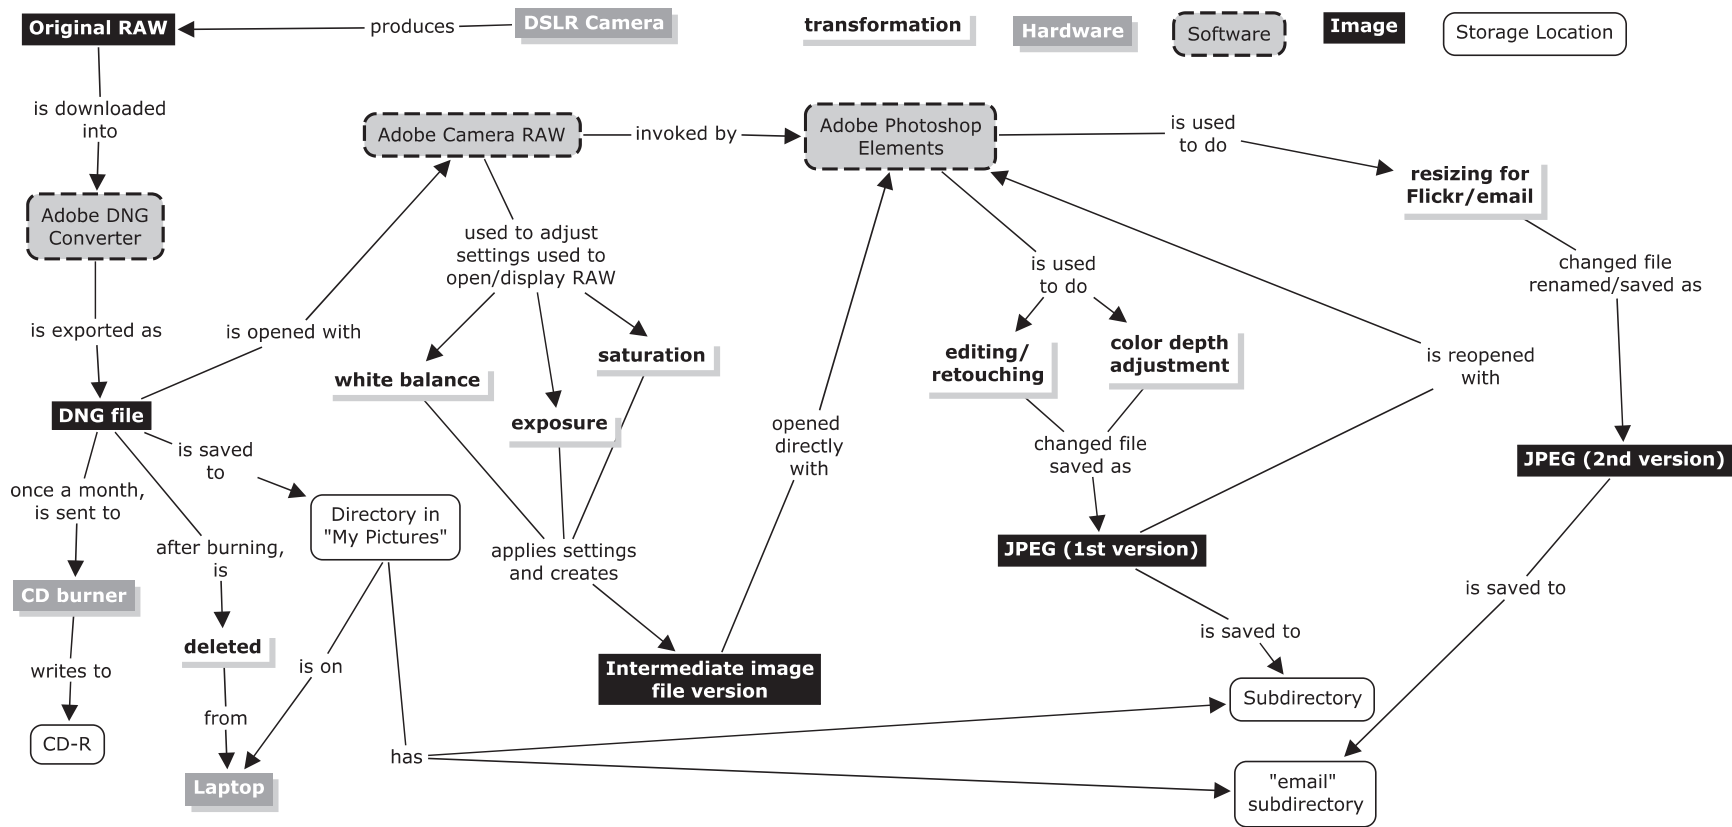 Original RAW
produces
DSLR Camera
transformation
Hardware
Software
Image
Storage Location
is downloaded
into
Adobe Camera RAW
invoked by
Adobe Photoshop
Elements
is used
to do
resizing for
Flickr/email
Adobe DNG
Converter
used to adjust
settings used to
open/display RAW
is used
to do
changed file
renamed/saved as
is exported as
is opened with
white balance
saturation
exposure
editing/
retouching
color depth
adjustment
is reopened
with
DNG file
is saved
to
opened
directly
with
changed file
saved as
JPEG (2nd version)
once a month,
is sent to
after burning,
is
Directory in
"My Pictures"
applies settings
and creates
JPEG (1st version)
CD burner
deleted
is saved to
is saved to
writes to
is on
Intermediate image
file version
Subdirectory
CD-R
from
has
Laptop
"email"
subdirectory